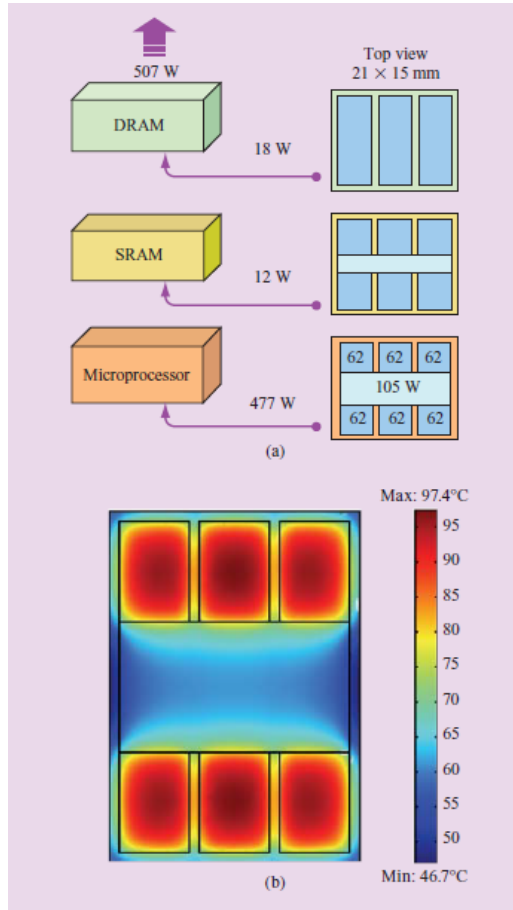 507 W
Top view
21 × 15 mm
DRAM
18 W
SRAM
12 W
62 62 62
Microprocessor
105 W
477 W
62 62 62
(a)
Max: 97.4°C
95
90
85
80
75
70
65
60
55
50
Min: 46.7°C
(b)